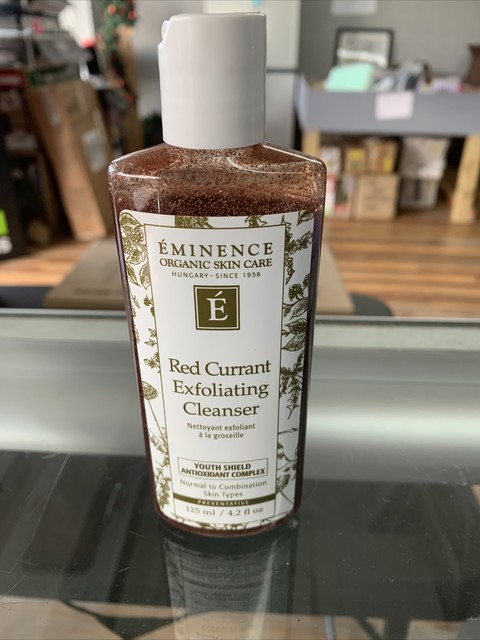 ÉMINENCE
ORGANIC SKIN CARE
HUNGARY - SINCE 1958
É
Red Currant
Exfoliating
Cleanser
Nettoyant exfoliant
à la groseille
YOUTH SHIELD
ANTIOXIDANT COMPLEX
Normal to Combination
Skin Types
PREVENTATIVE
125 ml / 4.2 fl oz